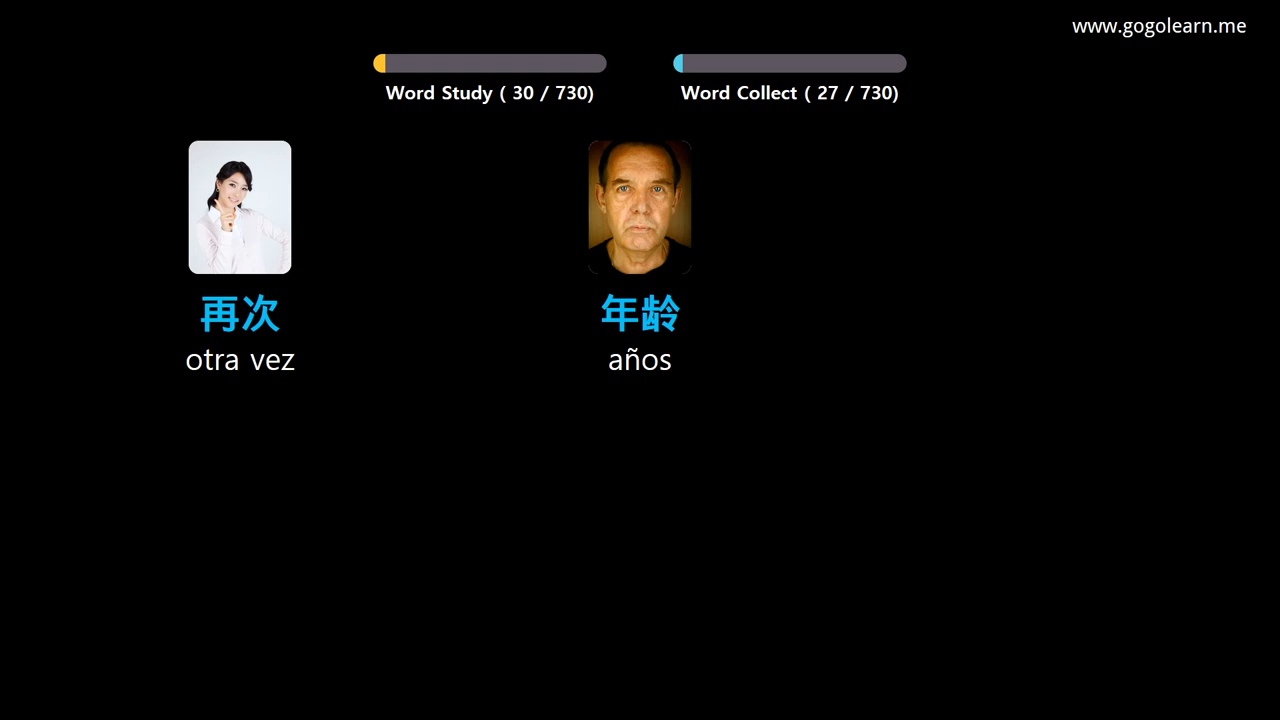 www.gogolearn.me
Word Study ( 30 / 730)
Word Collect ( 27 / 730)
再次
otra vez
年龄
años